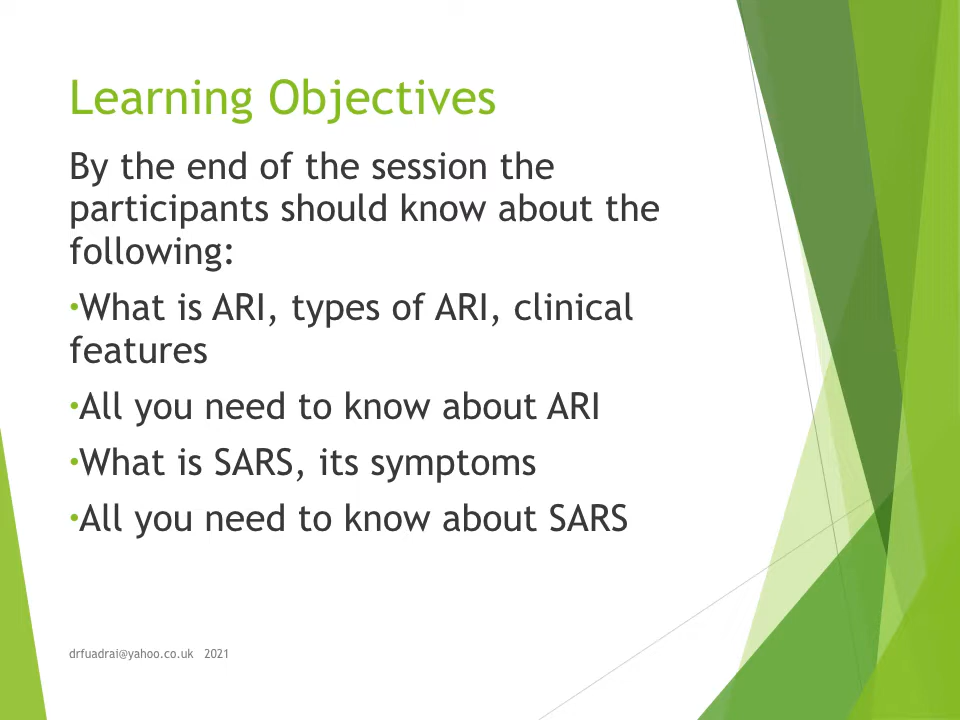 Learning Objectives
By the end of the session the
participants should know about the
following:
•What is ARI, types of ARI, clinical
features
•All you need to know about ARI
•What is SARS, its symptoms
•All you need to know about SARS
drfuadrai@yahoo.co.uk 2021